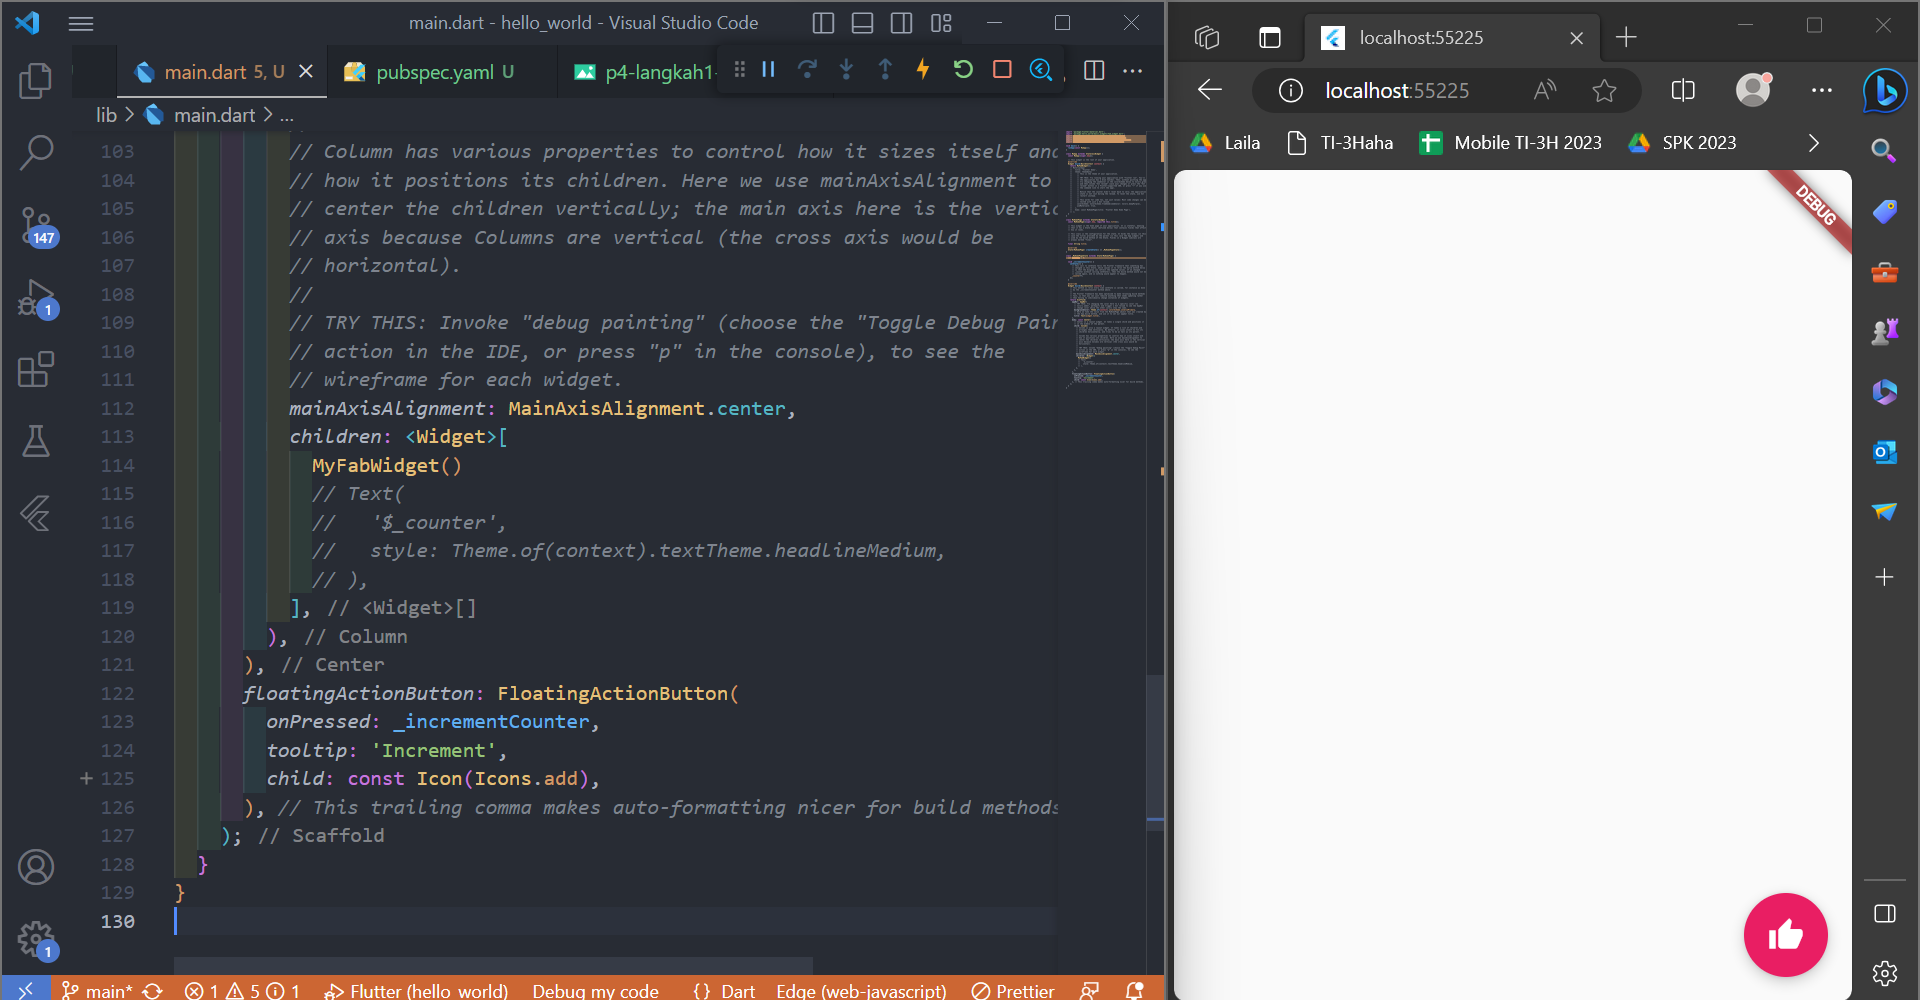 main.dart - hello_world - Visual Studio Code
main.dart 5, U
pubspec.yaml U
p4-langkah1-
lib > main.dart > ...
103 // Column has various properties to control how it sizes itself and
104 // how it positions its children. Here we use mainAxisAlignment to
105 // center the children vertically; the main axis here is the vertic
106 // axis because Columns are vertical (the cross axis would be
107 // horizontal).
108 //
109 // TRY THIS: Invoke "debug painting" (choose the "Toggle Debug Pain
110 // action in the IDE, or press "p" in the console), to see the
111 // wireframe for each widget.
112 mainAxisAlignment: MainAxisAlignment.center,
113 children: <Widget>[
114 MyFabWidget()
115 // Text(
116 //   '$_counter',
117 //   style: Theme.of(context).textTheme.headlineMedium,
118 // ),
119 ], // <Widget>[]
120 ), // Column
121 ), // Center
122 floatingActionButton: FloatingActionButton(
123 onPressed: _incrementCounter,
124 tooltip: 'Increment',
125 child: const Icon(Icons.add),
126 ), // This trailing comma makes auto-formatting nicer for build methods
127 ); // Scaffold
128 }
129 }
130
147
1
1
main* 1 5 1 Flutter (hello_world) Debug my code {} Dart Edge (web-javascript) Prettier
localhost:55225
localhost:55225
Laila TI-3Haha Mobile TI-3H 2023 SPK 2023
DEBUG